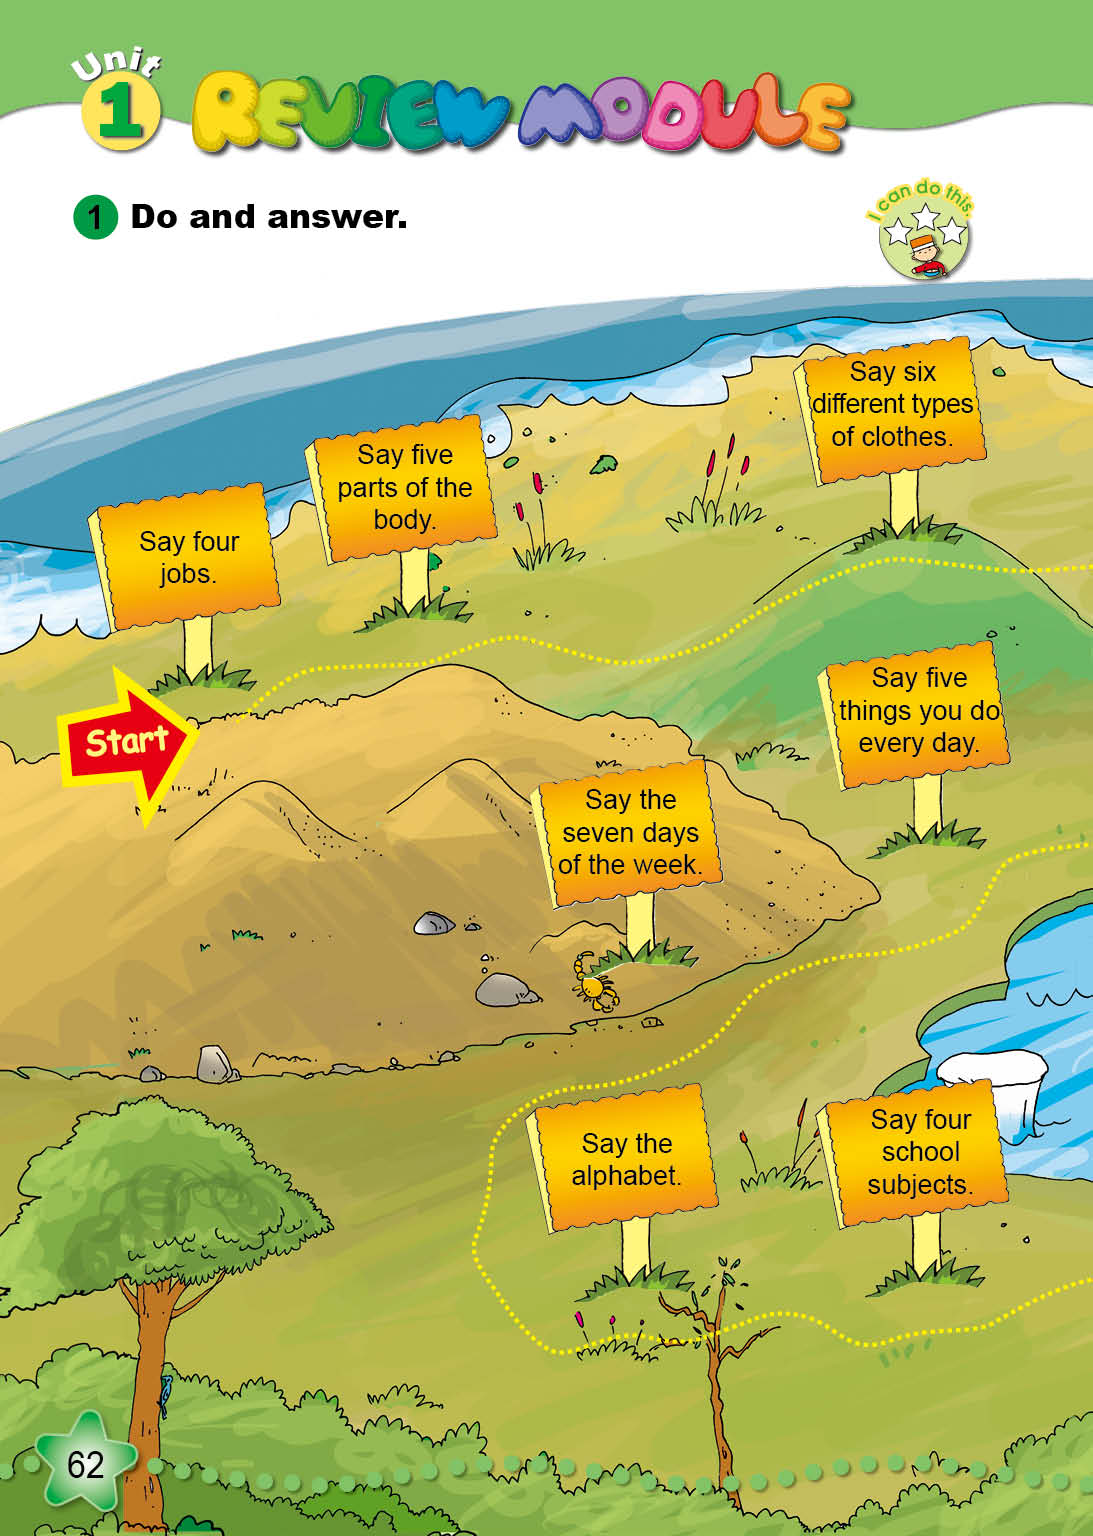 Unit
1
REVIEW MODULE
1 Do and answer.
I can do this.
Say six
different types
of clothes.
Say five
parts of the
body.
Say four
jobs.
Start
Say five
things you do
every day.
Say the
seven days
of the week.
Say the
alphabet.
Say four
school
subjects.
62